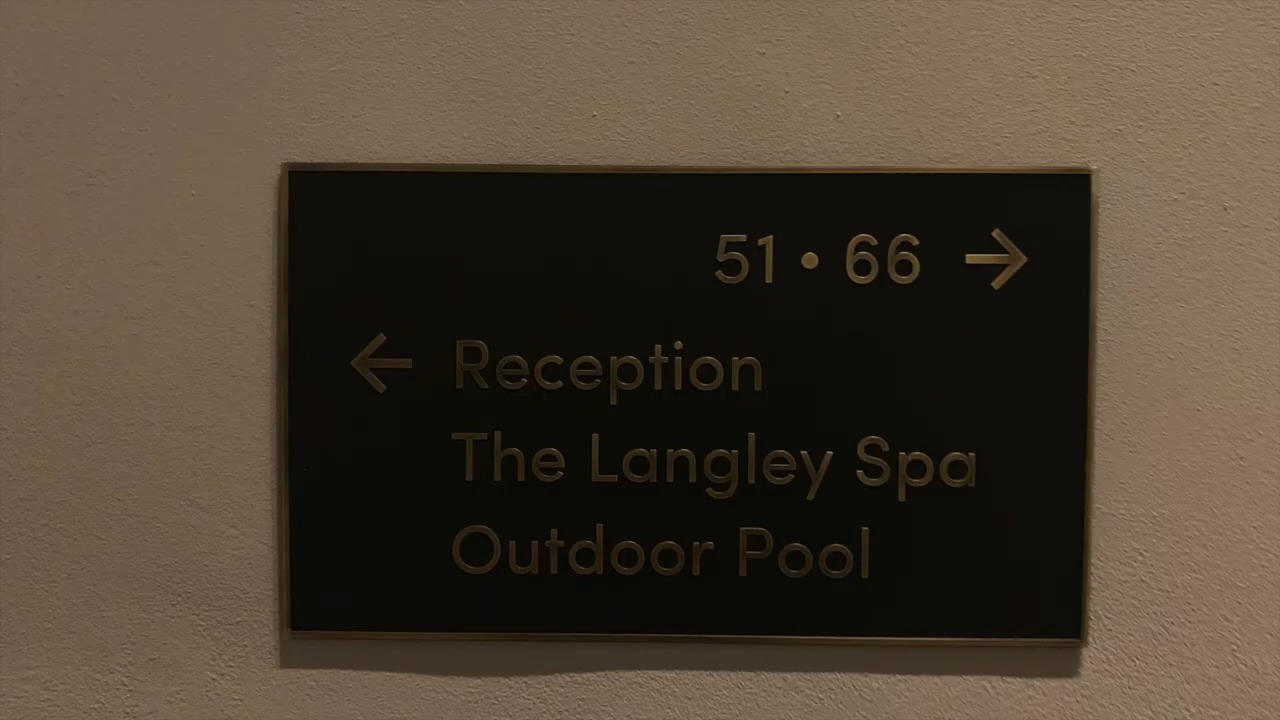 51 • 66 →
← Reception
The Langley Spa
Outdoor Pool